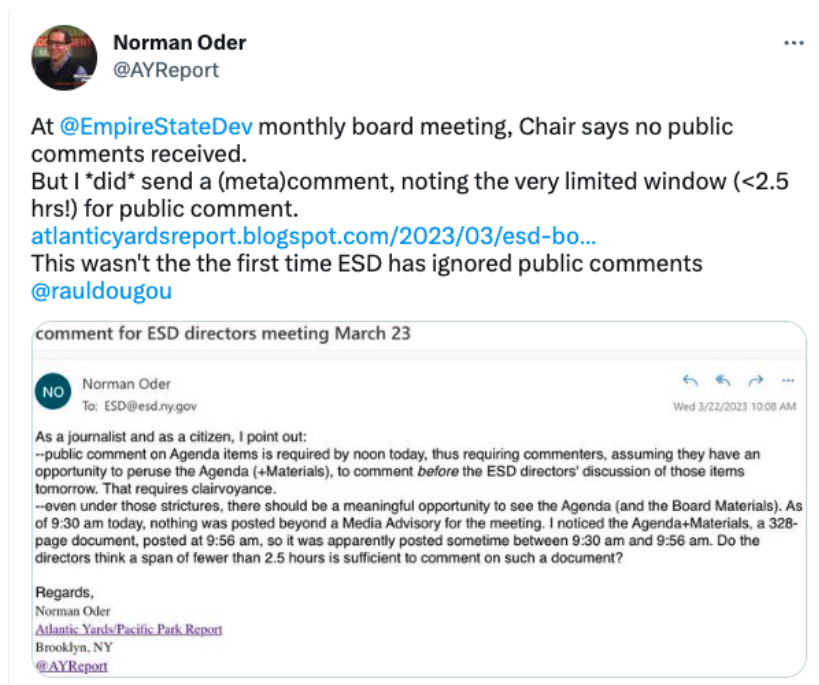 Norman Oder
@AYReport
At @EmpireStateDev monthly board meeting, Chair says no public
comments received.
But I *did* send a (meta)comment, noting the very limited window (<2.5
hrs!) for public comment.
atlanticyardsreport.blogspot.com/2023/03/esd-bo...
This wasn't the the first time ESD has ignored public comments
@rauldougou
comment for ESD directors meeting March 23
NO
Norman Oder
To: ESD@esd.ny.gov
Wed 3/22/2023 10:08 AM
As a journalist and as a citizen, I point out:
--public comment on Agenda items is required by noon today, thus requiring commenters, assuming they have an
opportunity to peruse the Agenda (+Materials), to comment before the ESD directors' discussion of those items
tomorrow. That requires clairvoyance.
--even under those strictures, there should be a meaningful opportunity to see the Agenda (and the Board Materials). As
of 9:30 am today, nothing was posted beyond a Media Advisory for the meeting. I noticed the Agenda+Materials, a 328-
page document, posted at 9:56 am, so it was apparently posted sometime between 9:30 am and 9:56 am. Do the
directors think a span of fewer than 2.5 hours is sufficient to comment on such a document?
Regards,
Norman Oder
Atlantic Yards/Pacific Park Report
Brooklyn, NY
@AYReport